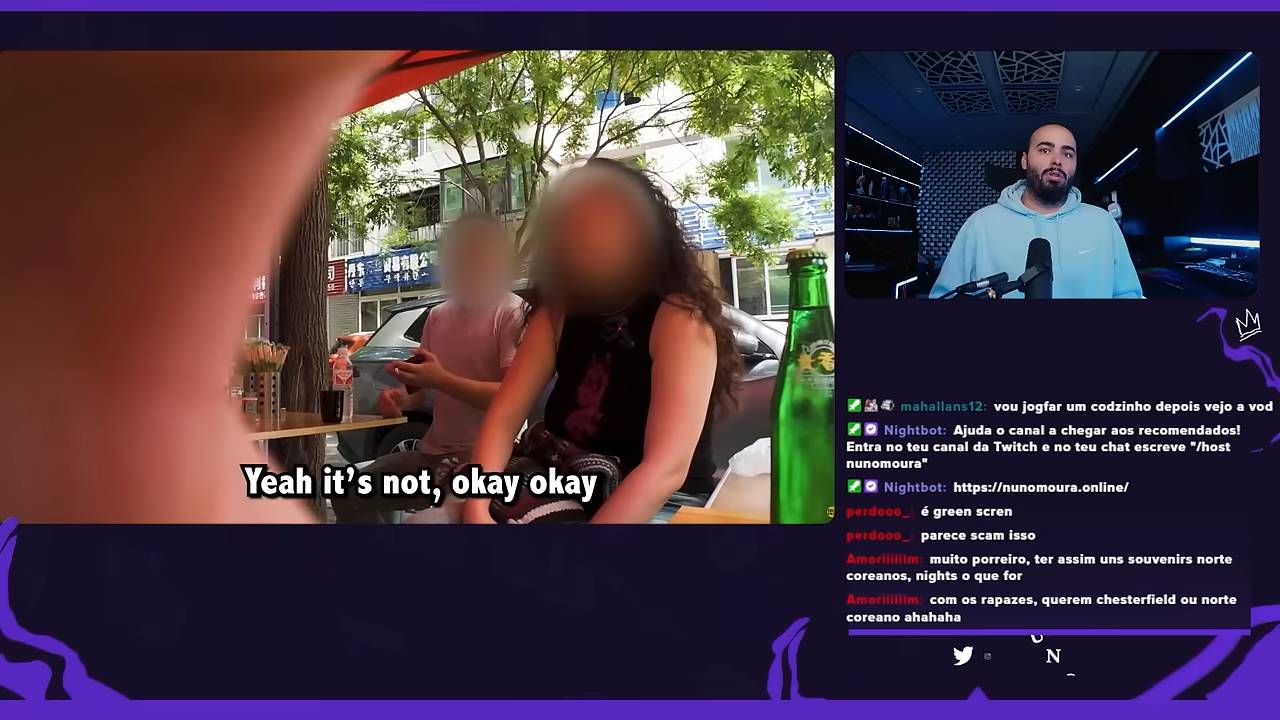 Yeah it's not, okay okay
mahallans12: vou jogfar um codzinho depois vejo a vod
Nightbot: Ajuda o canal a chegar aos recomendados!
Entra no teu canal da Twitch e no teu chat escreve "/host
nunomoura"
Nightbot: https://nunomoura.online/
perdooo_: é green scren
perdooo_: parece scam isso
Amoriiiiiim: muito porreiro, ter assim uns souvenirs norte
coreanos, nights o que for
Amoriiiiiim: com os rapazes, querem chesterfield ou norte
coreano ahahaha
N